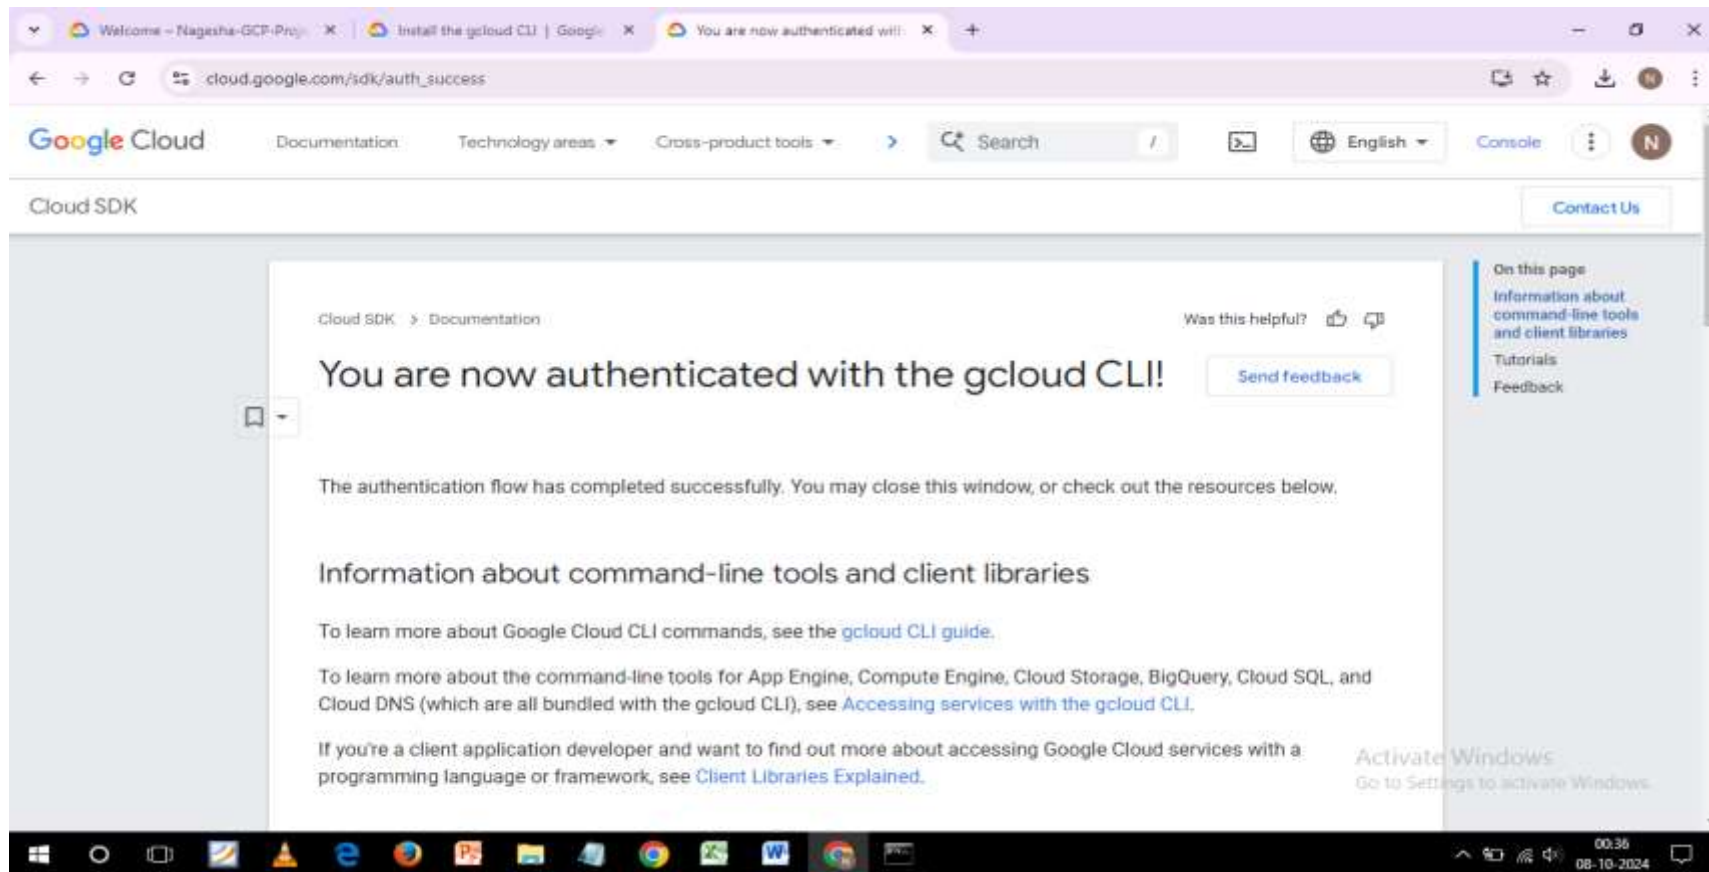 Welcome – Nagesha-GCP-Proj
Install the gcloud CLI | Google
You are now authenticated with
cloud.google.com/sdk/auth_success
N
Google Cloud
Documentation
Technology areas
Cross-product tools
Search
/
English
Console
N
Cloud SDK
Contact Us
Cloud SDK > Documentation
Was this helpful?
You are now authenticated with the gcloud CLI!
Send feedback
The authentication flow has completed successfully. You may close this window, or check out the resources below.
Information about command-line tools and client libraries
To learn more about Google Cloud CLI commands, see the gcloud CLI guide.
To learn more about the command-line tools for App Engine, Compute Engine, Cloud Storage, BigQuery, Cloud SQL, and
Cloud DNS (which are all bundled with the gcloud CLI), see Accessing services with the gcloud CLI.
If you're a client application developer and want to find out more about accessing Google Cloud services with a
programming language or framework, see Client Libraries Explained.
On this page
Information about
command-line tools
and client libraries
Tutorials
Feedback
Activate Windows
Go to Settings to activate Windows.
00:36
08-10-2024